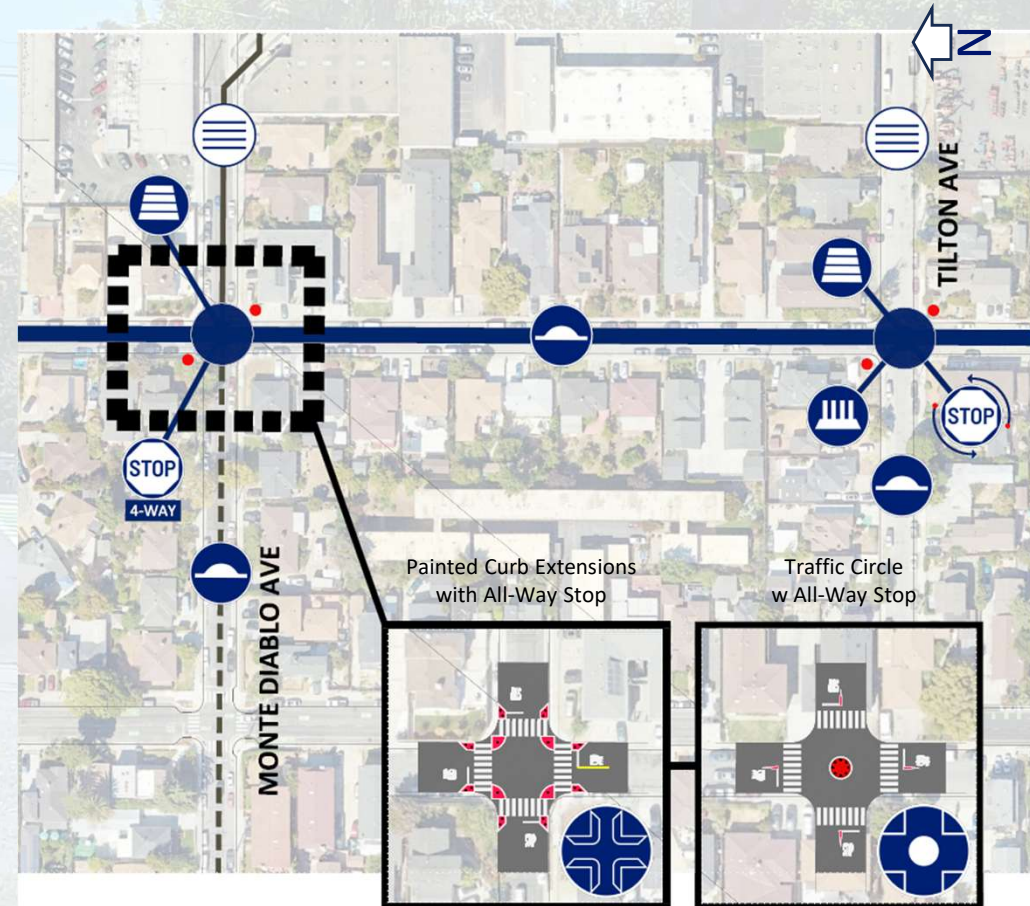 N
TILTON AVE
STOP
4-WAY
STOP
MONTE DIABLO AVE
Painted Curb Extensions
with All-Way Stop
Traffic Circle
w All-Way Stop